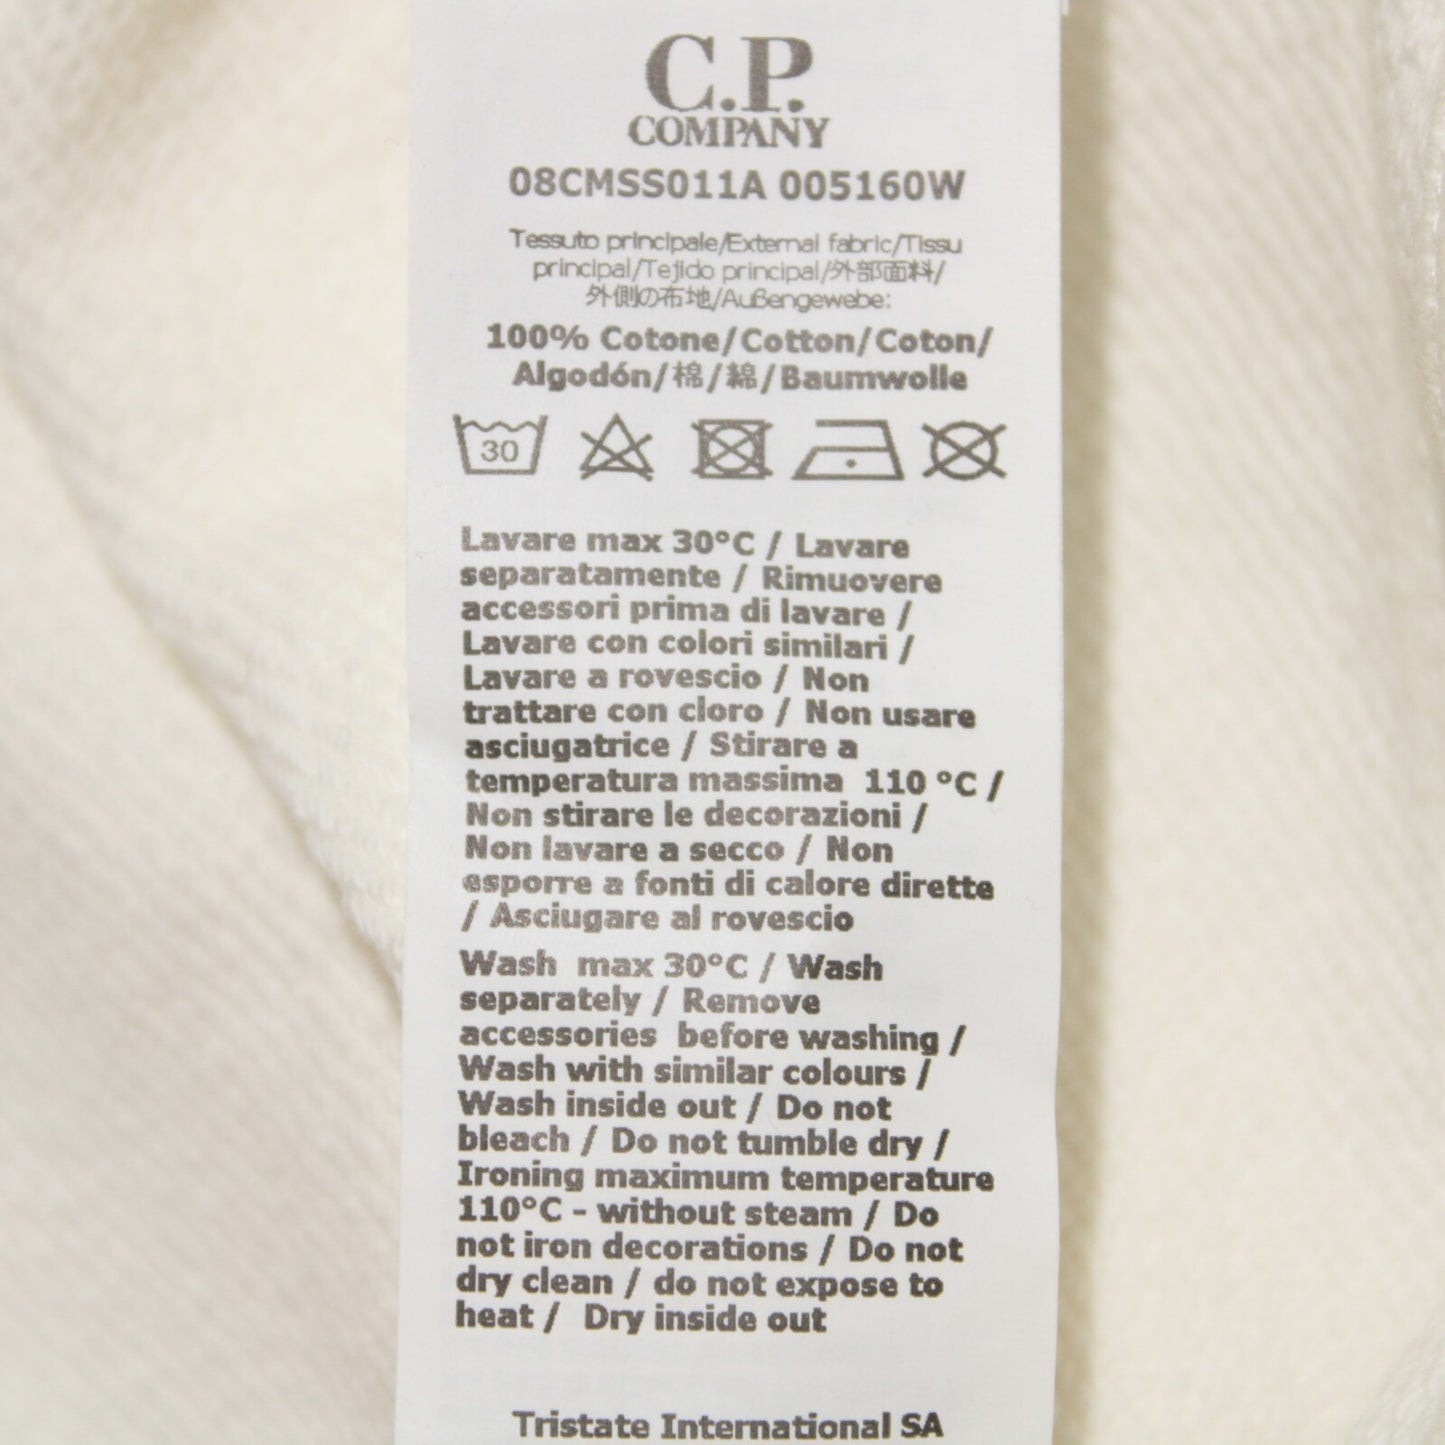 C.P.
COMPANY
08CMSS011A 005160W
Tessuto principale/External fabric/Tissu
principal/Tejido principal/外部面料/
外側の布地/Außengewebe:
100% Cotone/Cotton/Coton/
Algodón/棉/綿/Baumwolle
30
Lavare max 30°C / Lavare
separatamente / Rimuovere
accessori prima di lavare /
Lavare con colori similari /
Lavare a rovescio / Non
trattare con cloro / Non usare
asciugatrice / Stirare a
temperatura massima 110 °C /
Non stirare le decorazioni /
Non lavare a secco / Non
esporre a fonti di calore dirette
/ Asciugare al rovescio
Wash max 30°C / Wash
separately / Remove
accessories before washing /
Wash with similar colours /
Wash inside out / Do not
bleach / Do not tumble dry /
Ironing maximum temperature
110°C - without steam / Do
not iron decorations / Do not
dry clean / do not expose to
heat / Dry inside out
Tristate International SA